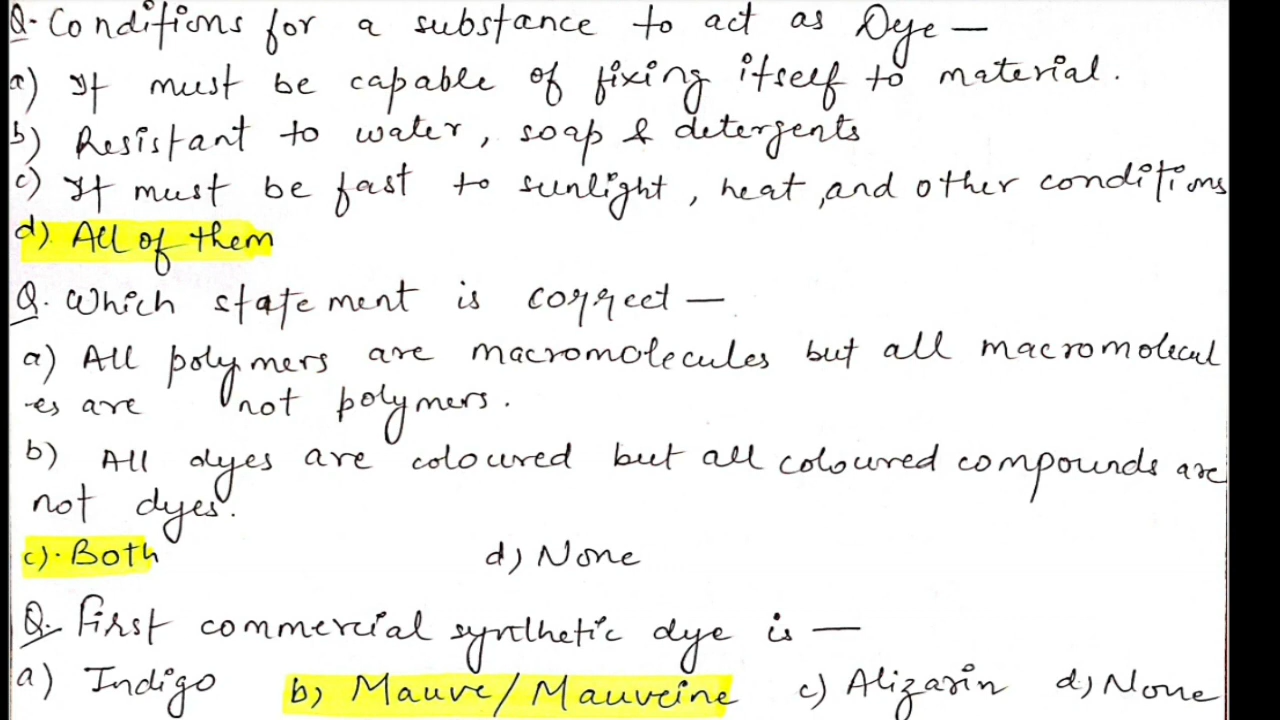 Q. Conditions for a substance to act as Dye —
a) It must be capable of fixing itself to material.
b) Resistant to water, soap & detergents
c) It must be fast to sunlight, heat, and other conditions
d) All of them
Q. Which statement is correct —
a) All polymers are macromolecules but all macromolecul
-es are not polymers.
b) All dyes are coloured but all coloured compounds are
not dyes.
c). Both d) None
Q. First commercial synthetic dye is —
a) Indigo b) Mauve/Mauveine c) Alizarin d) None